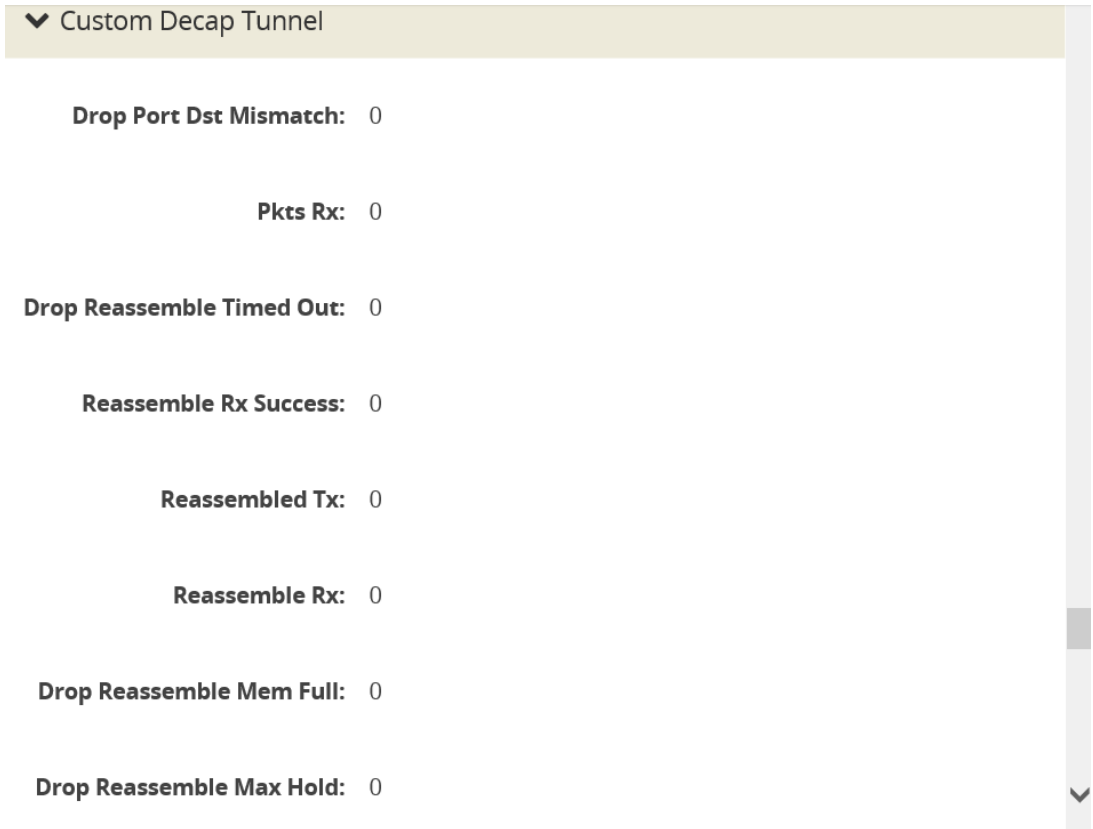 Custom Decap Tunnel
Drop Port Dst Mismatch: 0
Pkts Rx: 0
Drop Reassemble Timed Out: 0
Reassemble Rx Success: 0
Reassembled Tx: 0
Reassemble Rx: 0
Drop Reassemble Mem Full: 0
Drop Reassemble Max Hold: 0